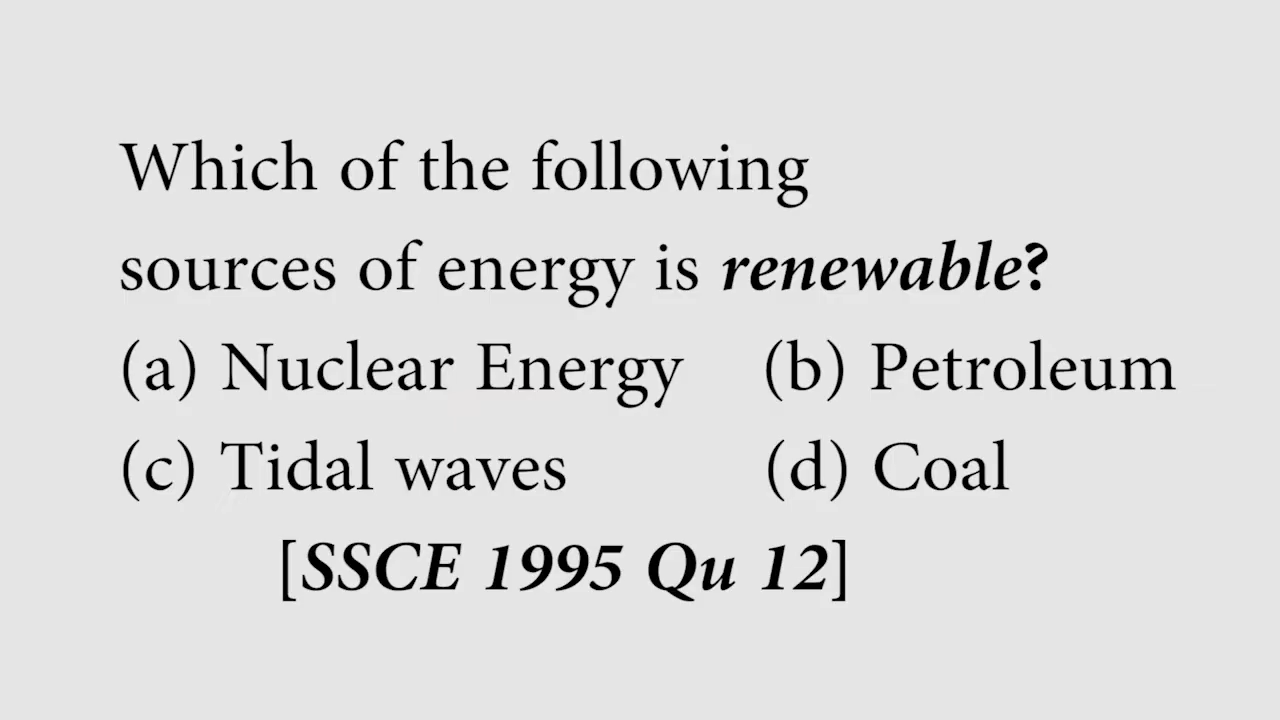 Which of the following
sources of energy is renewable?
(a) Nuclear Energy (b) Petroleum
(c) Tidal waves (d) Coal
[SSCE 1995 Qu 12]